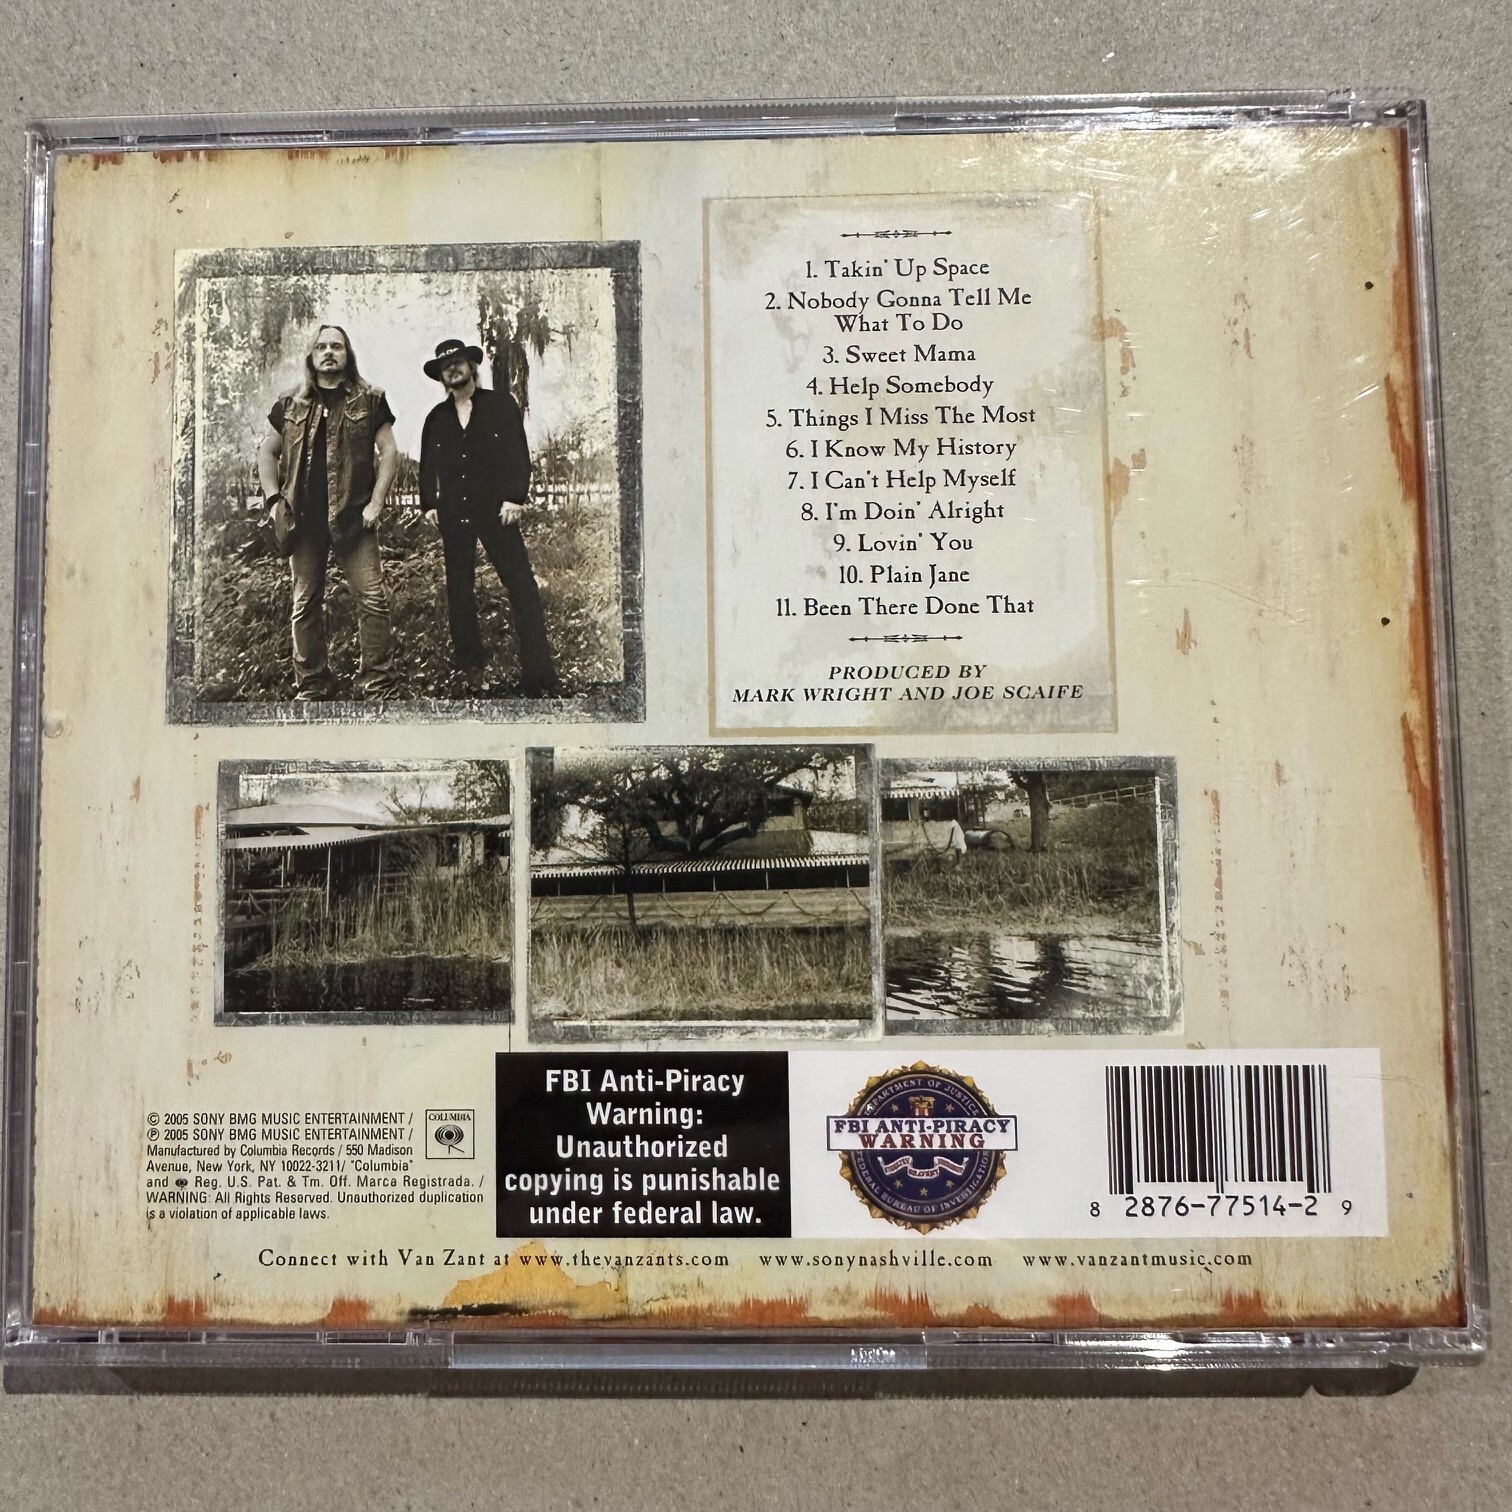 1. Takin' Up Space
2. Nobody Gonna Tell Me
What To Do
3. Sweet Mama
4. Help Somebody
5. Things I Miss The Most
6. I Know My History
7. I Can't Help Myself
8. I'm Doin' Alright
9. Lovin' You
10. Plain Jane
11. Been There Done That
PRODUCED BY
MARK WRIGHT AND JOE SCAIFE
© 2005 SONY BMG MUSIC ENTERTAINMENT /
℗ 2005 SONY BMG MUSIC ENTERTAINMENT /
Manufactured by Columbia Records / 550 Madison
Avenue, New York, NY 10022-3211/ "Columbia"
and Reg. U.S. Pat. & Tm. Off. Marca Registrada. /
WARNING: All Rights Reserved. Unauthorized duplication
is a violation of applicable laws.
COLUMBIA
FBI Anti-Piracy
Warning:
Unauthorized
copying is punishable
under federal law.
DEPARTMENT OF JUSTICE
FBI ANTI-PIRACY
WARNING
FEDERAL BUREAU OF INVESTIGATION
8 2876-77514-2 9
Connect with Van Zant at www.thevanzants.com www.sonynashville.com www.vanzantmusic.com